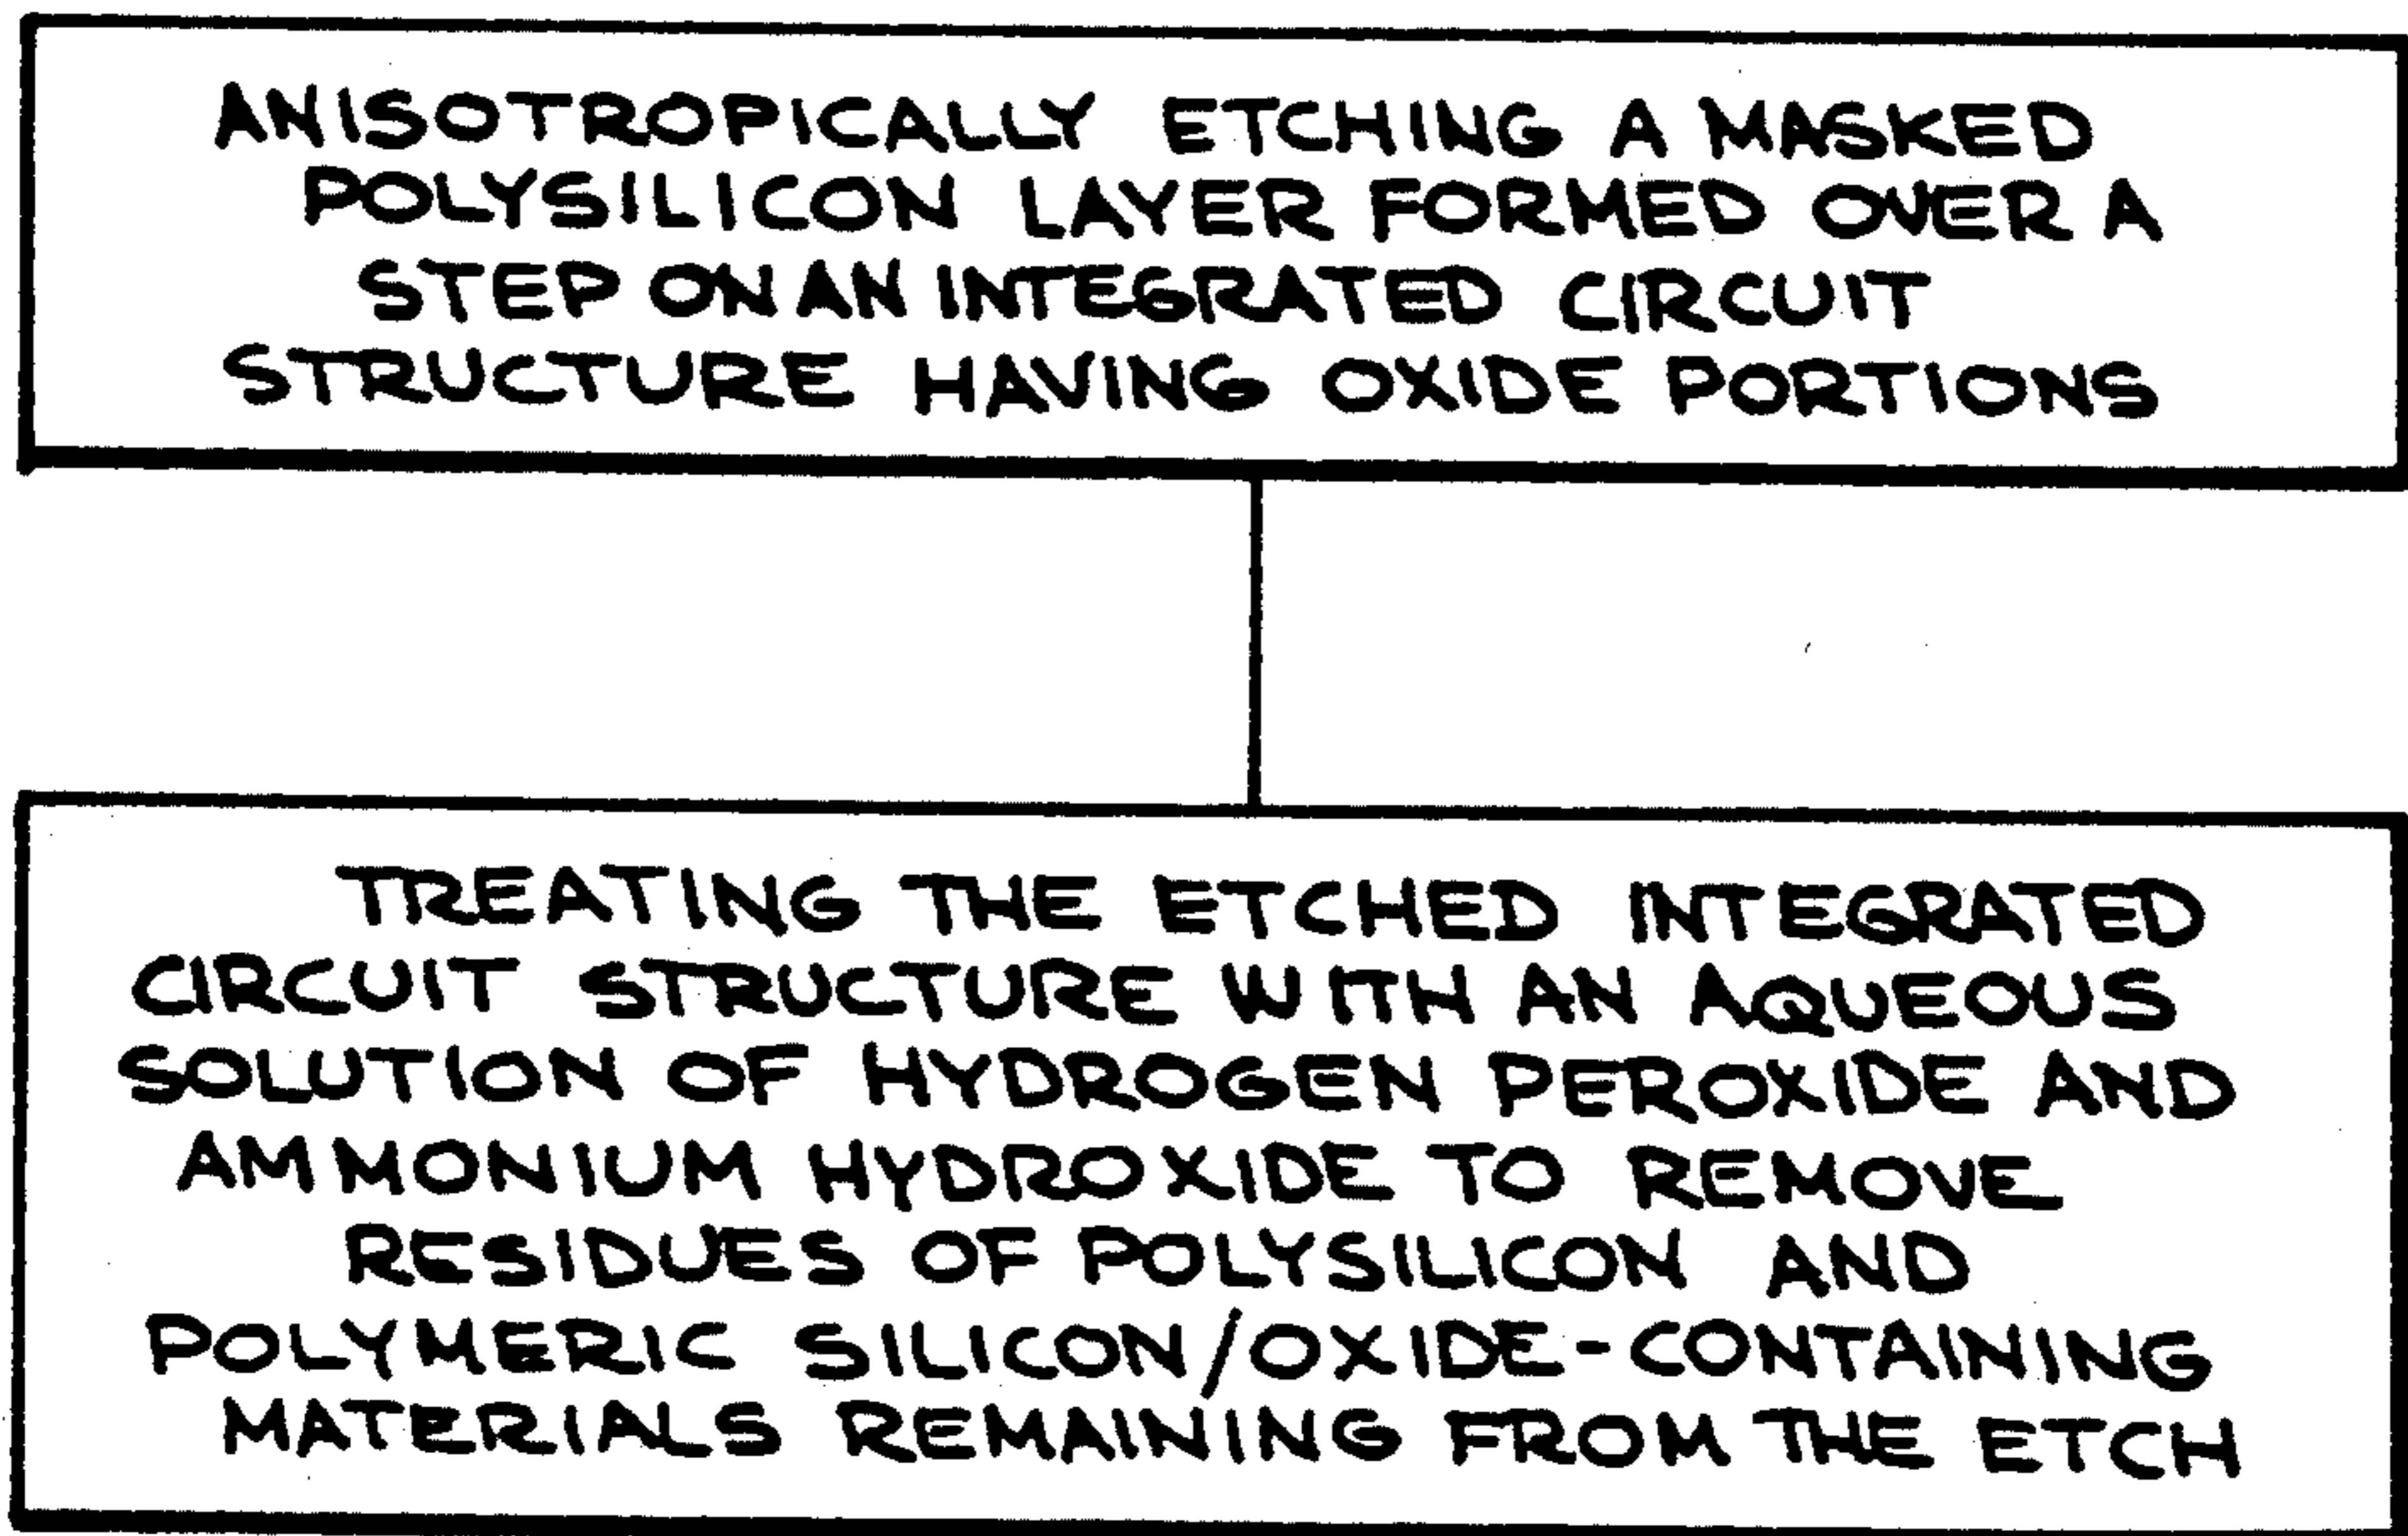 ANISOTROPICALLY ETCHING A MASKED
POLYSILICON LAYER FORMED OVER A
STEP ON AN INTEGRATED CIRCUIT
STRUCTURE HAVING OXIDE PORTIONS
TREATING THE ETCHED INTEGRATED
CIRCUIT STRUCTURE WITH AN AQUEOUS
SOLUTION OF HYDROGEN PEROXIDE AND
AMMONIUM HYDROXIDE TO REMOVE
RESIDUES OF POLYSILICON AND
POLYMERIC SILICON/OXIDE-CONTAINING
MATERIALS REMAINING FROM THE ETCH